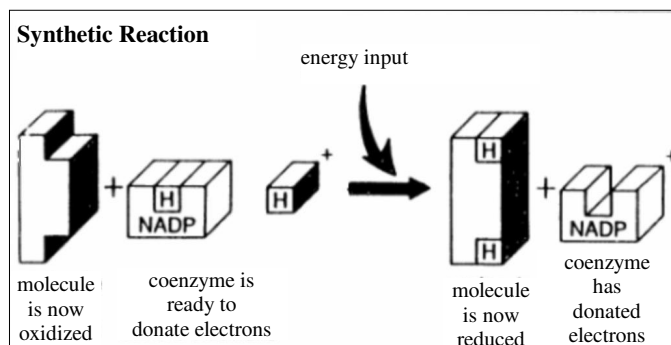 Synthetic Reaction
energy input
+
H
NADP
H
+
H
H
+
NADP
molecule
is now
oxidized
coenzyme is
ready to
donate electrons
molecule
is now
reduced
coenzyme
has
donated
electrons